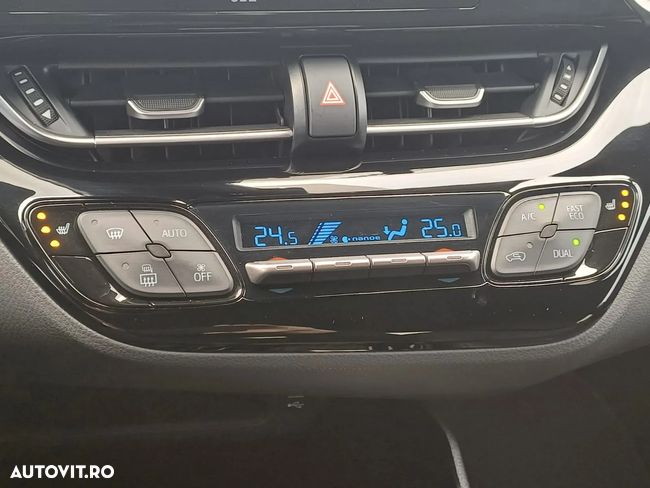 AUTO
OFF
24.5
nanoe
25.0
A/C
FAST
ECO
DUAL
AUTOVIT.RO